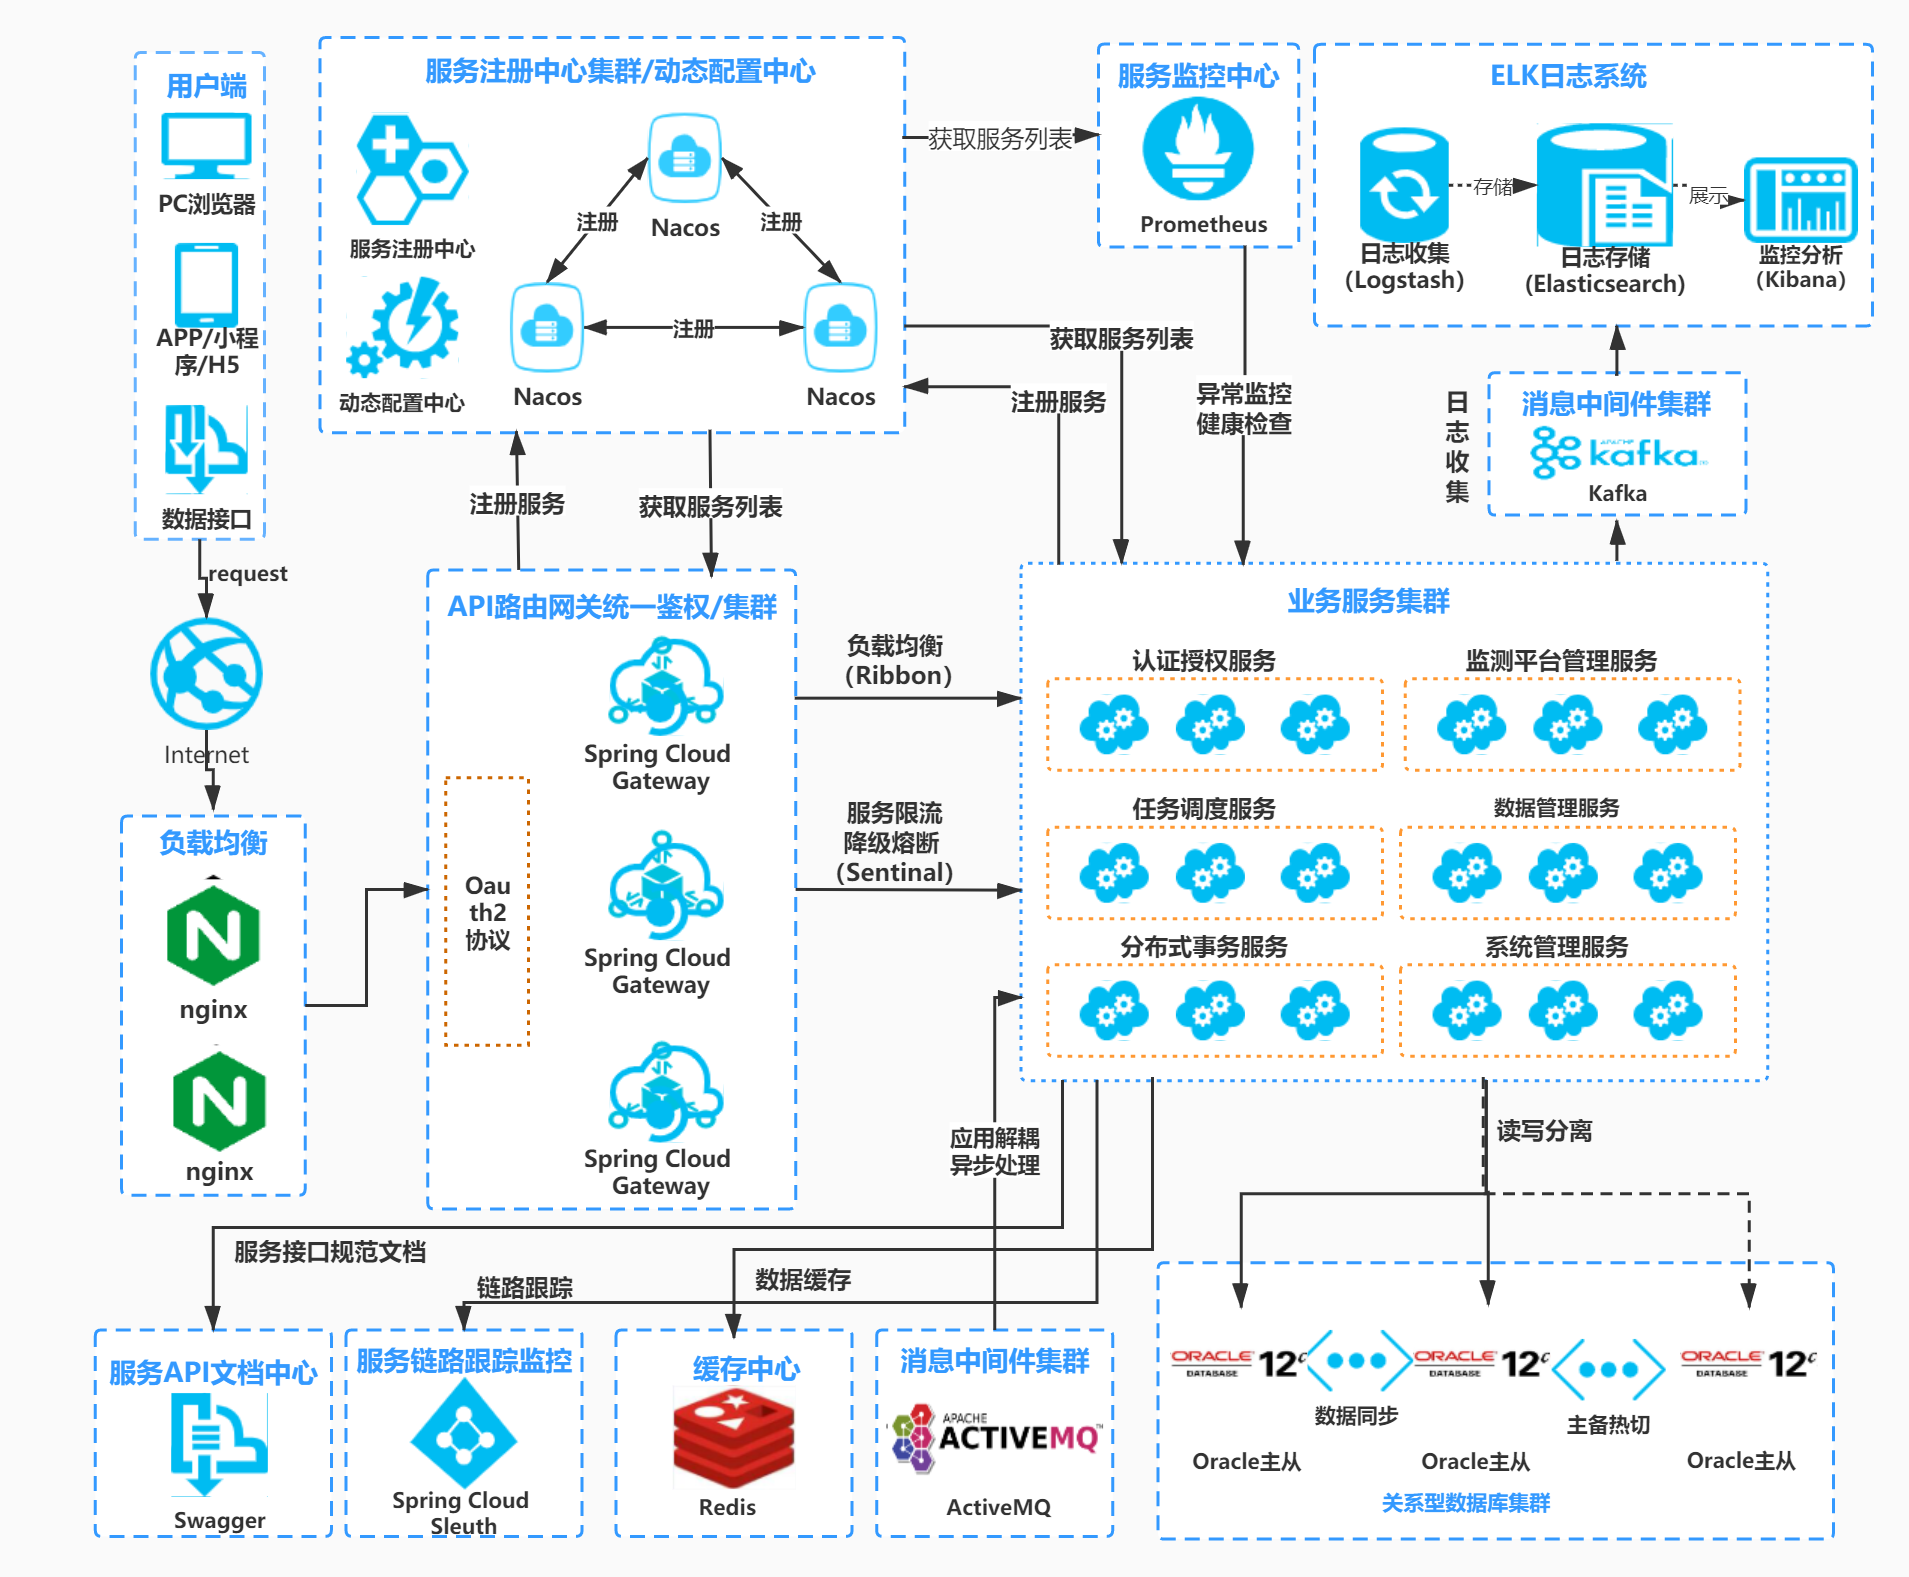 用户端
PC浏览器
APP/小程
序/H5
数据接口
request
Internet
负载均衡
nginx
nginx
服务注册中心集群/动态配置中心
服务注册中心
动态配置中心
Nacos
注册
注册
Nacos
注册
Nacos
获取服务列表
服务监控中心
Prometheus
ELK日志系统
存储
展示
日志收集
（Logstash）
日志存储
(Elasticsearch)
监控分析
（Kibana）
获取服务列表
注册服务
异常监控
健康检查
日
志
收
集
消息中间件集群
APACHE
kafka
Kafka
注册服务
获取服务列表
API路由网关统一鉴权/集群
Oau
th2
协议
Spring Cloud
Gateway
Spring Cloud
Gateway
Spring Cloud
Gateway
负载均衡
（Ribbon）
服务限流
降级熔断
（Sentinal）
业务服务集群
认证授权服务
监测平台管理服务
任务调度服务
数据管理服务
分布式事务服务
系统管理服务
应用解耦
异步处理
读写分离
服务接口规范文档
链路跟踪
数据缓存
服务API文档中心
Swagger
服务链路跟踪监控
Spring Cloud
Sleuth
缓存中心
Redis
消息中间件集群
APACHE
ACTIVEMQ™
ActiveMQ
ORACLE 12c
DATABASE
数据同步
ORACLE 12c
DATABASE
主备热切
ORACLE 12c
DATABASE
Oracle主从
Oracle主从
Oracle主从
关系型数据库集群